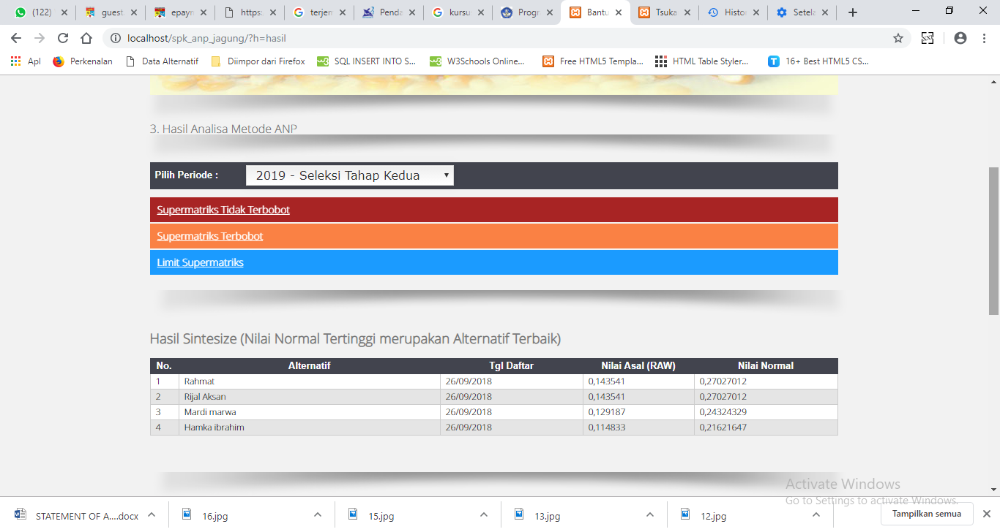 (122)
guest
epayn
https:
terjem
Penda
kursu
Progr
Bantu
Tsuka
Histo
Setela
localhost/spk_anp_jagung/?h=hasil
Apl
Perkenalan
Data Alternatif
Diimpor dari Firefox
SQL INSERT INTO S...
W3Schools Online...
Free HTML5 Templa...
HTML Table Styler...
16+ Best HTML5 CS...
3. Hasil Analisa Metode ANP
Pilih Periode : 2019 - Seleksi Tahap Kedua
Supermatriks Tidak Terbobot
Supermatriks Terbobot
Limit Supermatriks
Hasil Sintesize (Nilai Normal Tertinggi merupakan Alternatif Terbaik)
No. Alternatif Tgl Daftar Nilai Asal (RAW) Nilai Normal
1 Rahmat 26/09/2018 0,143541 0,27027012
2 Rijal Aksan 26/09/2018 0,143541 0,27027012
3 Mardi marwa 26/09/2018 0,129187 0,24324329
4 Hamka ibrahim 26/09/2018 0,114833 0,21621647
Activate Windows
Go to Settings to activate Windows.
STATEMENT OF A....docx
16.jpg
15.jpg
13.jpg
12.jpg
Tampilkan semua